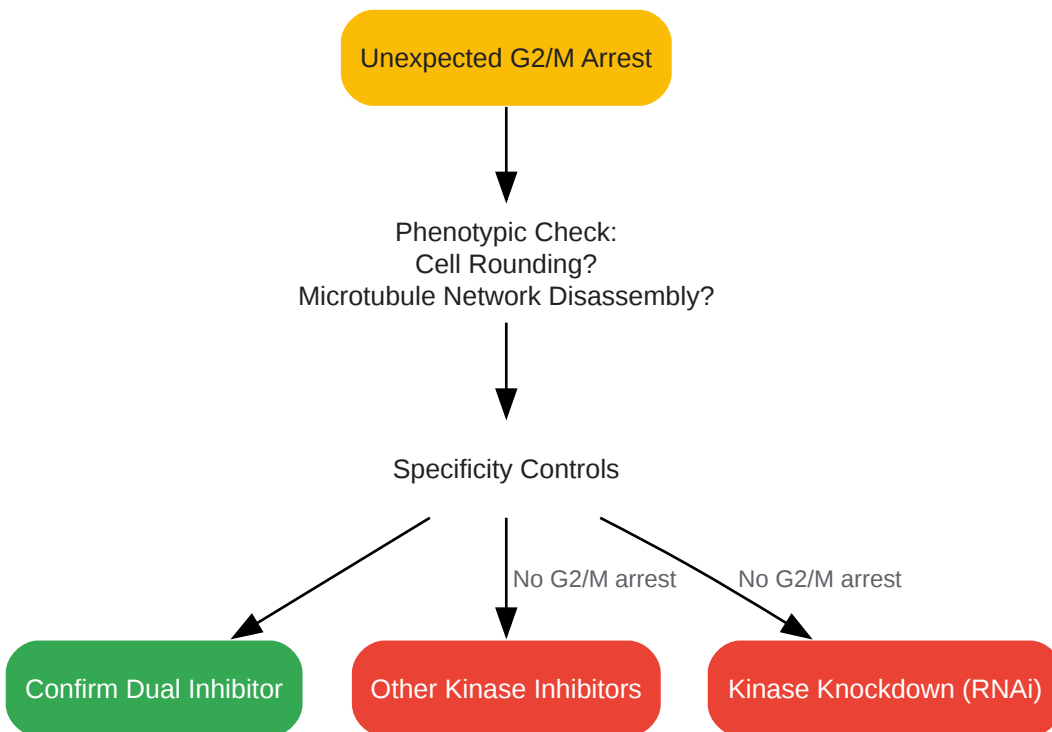 Unexpected G2/M Arrest
Phenotypic Check:
Cell Rounding?
Microtubule Network Disassembly?
Specificity Controls
No G2/M arrest
No G2/M arrest
Confirm Dual Inhibitor
Other Kinase Inhibitors
Kinase Knockdown (RNAi)